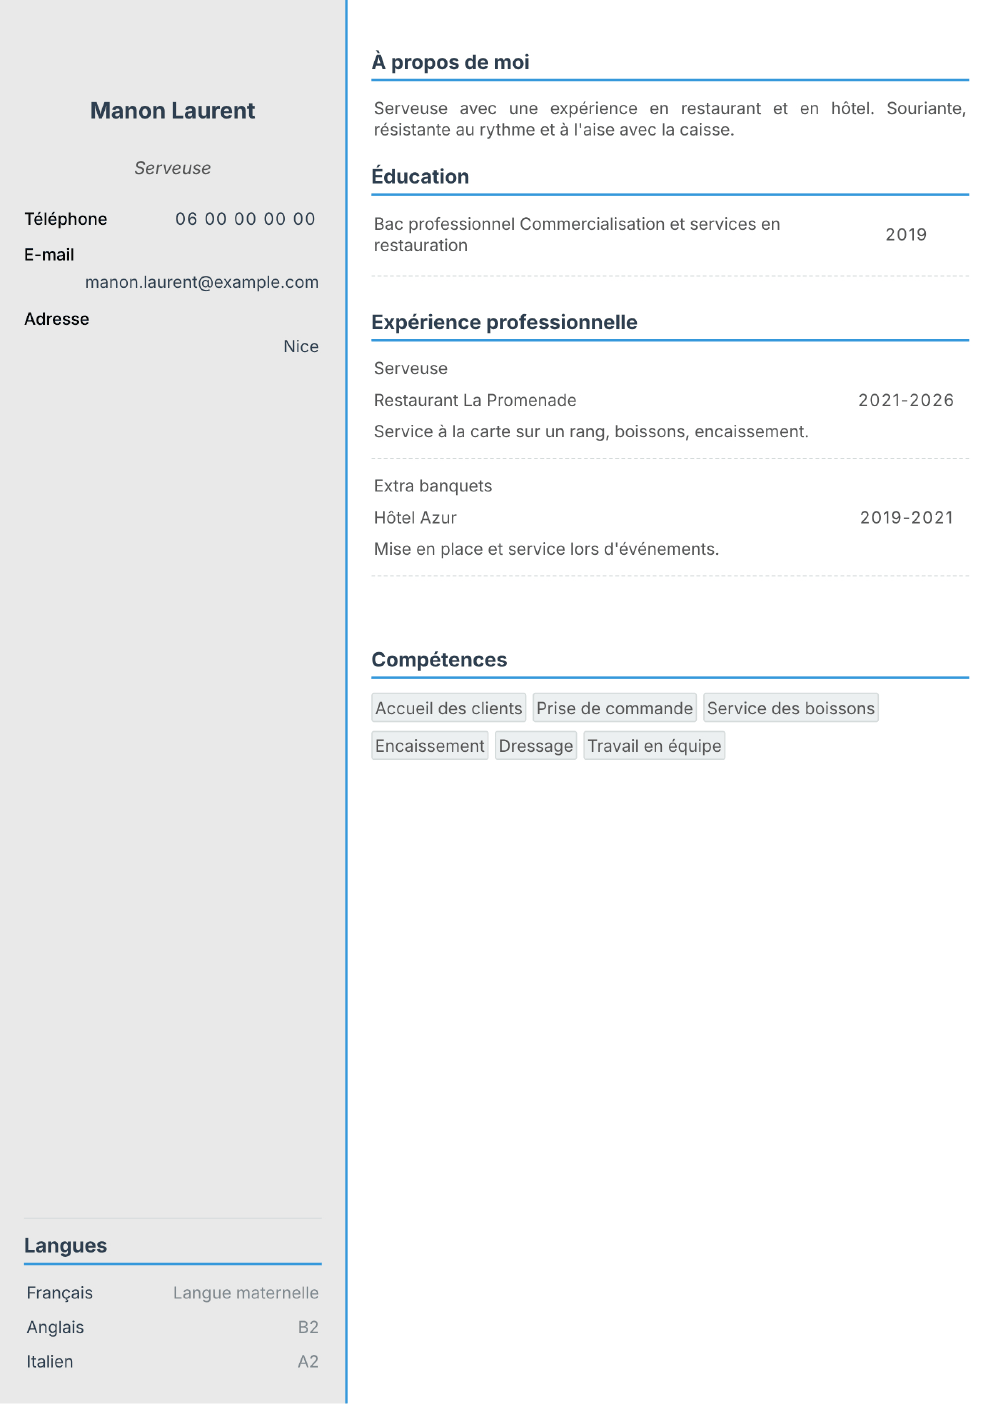 Manon Laurent
Serveuse
Téléphone 06 00 00 00 00
E-mail
manon.laurent@example.com
Adresse
Nice
Langues
Français Langue maternelle
Anglais B2
Italien A2
À propos de moi
Serveuse avec une expérience en restaurant et en hôtel. Souriante,
résistante au rythme et à l'aise avec la caisse.
Éducation
Bac professionnel Commercialisation et services en
restauration
2019
Expérience professionnelle
Serveuse
Restaurant La Promenade 2021-2026
Service à la carte sur un rang, boissons, encaissement.
Extra banquets
Hôtel Azur 2019-2021
Mise en place et service lors d'événements.
Compétences
Accueil des clients Prise de commande Service des boissons
Encaissement Dressage Travail en équipe